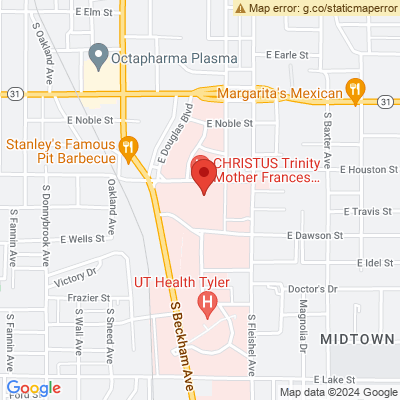 Map error: g.co/staticmaperror
E Elm St
S Oakland Ave
Octapharma Plasma
E Earle St
31
Margarita's Mexican
31
E Noble St
E Douglas Blvd
E Noble St
S Baxter Ave
Stanley's Famous
Pit Barbecue
CHRISTUS Trinity
Mother Frances...
E Houston St
Oakland Ave
S Donnybrook Ave
S Fannin Ave
E Travis St
E Wells St
E Dawson St
E Idel St
Victory Dr
UT Health Tyler
Doctor's Dr
Frazier St
S Beckham Ave
S Fleishel Ave
Magnolia Dr
MIDTOWN
S Fannin Ave
S Wall Ave
S Sneed Ave
E Lake St
Google
Ford St
Map data ©2024 Google